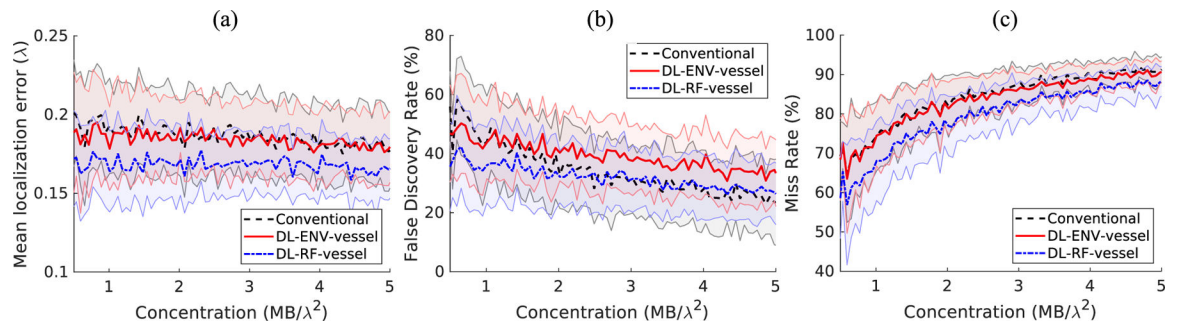 (a)
Mean localization error (λ)
0.25
0.2
0.15
0.1
Conventional
DL-ENV-vessel
DL-RF-vessel
1 2 3 4 5
Concentration (MB/λ²)
(b)
False Discovery Rate (%)
80
60
40
20
0
Conventional
DL-ENV-vessel
DL-RF-vessel
1 2 3 4 5
Concentration (MB/λ²)
(c)
Miss Rate (%)
100
90
80
70
60
50
40
Conventional
DL-ENV-vessel
DL-RF-vessel
1 2 3 4 5
Concentration (MB/λ²)